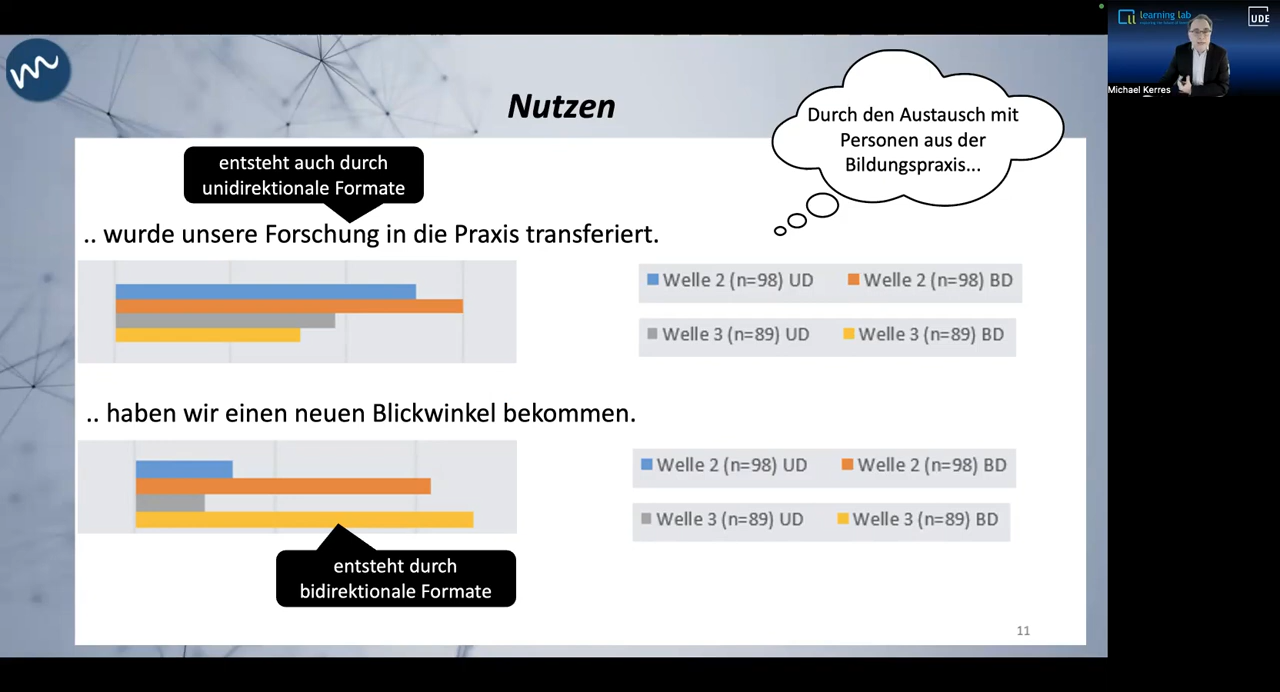 Nutzen
Durch den Austausch mit
Personen aus der
Bildungspraxis...
entsteht auch durch
unidirektionale Formate
.. wurde unsere Forschung in die Praxis transferiert.
Welle 2 (n=98) UD
Welle 2 (n=98) BD
Welle 3 (n=89) UD
Welle 3 (n=89) BD
.. haben wir einen neuen Blickwinkel bekommen.
Welle 2 (n=98) UD
Welle 2 (n=98) BD
Welle 3 (n=89) UD
Welle 3 (n=89) BD
entsteht durch
bidirektionale Formate
11
learning lab
UDE
Michael Kerres